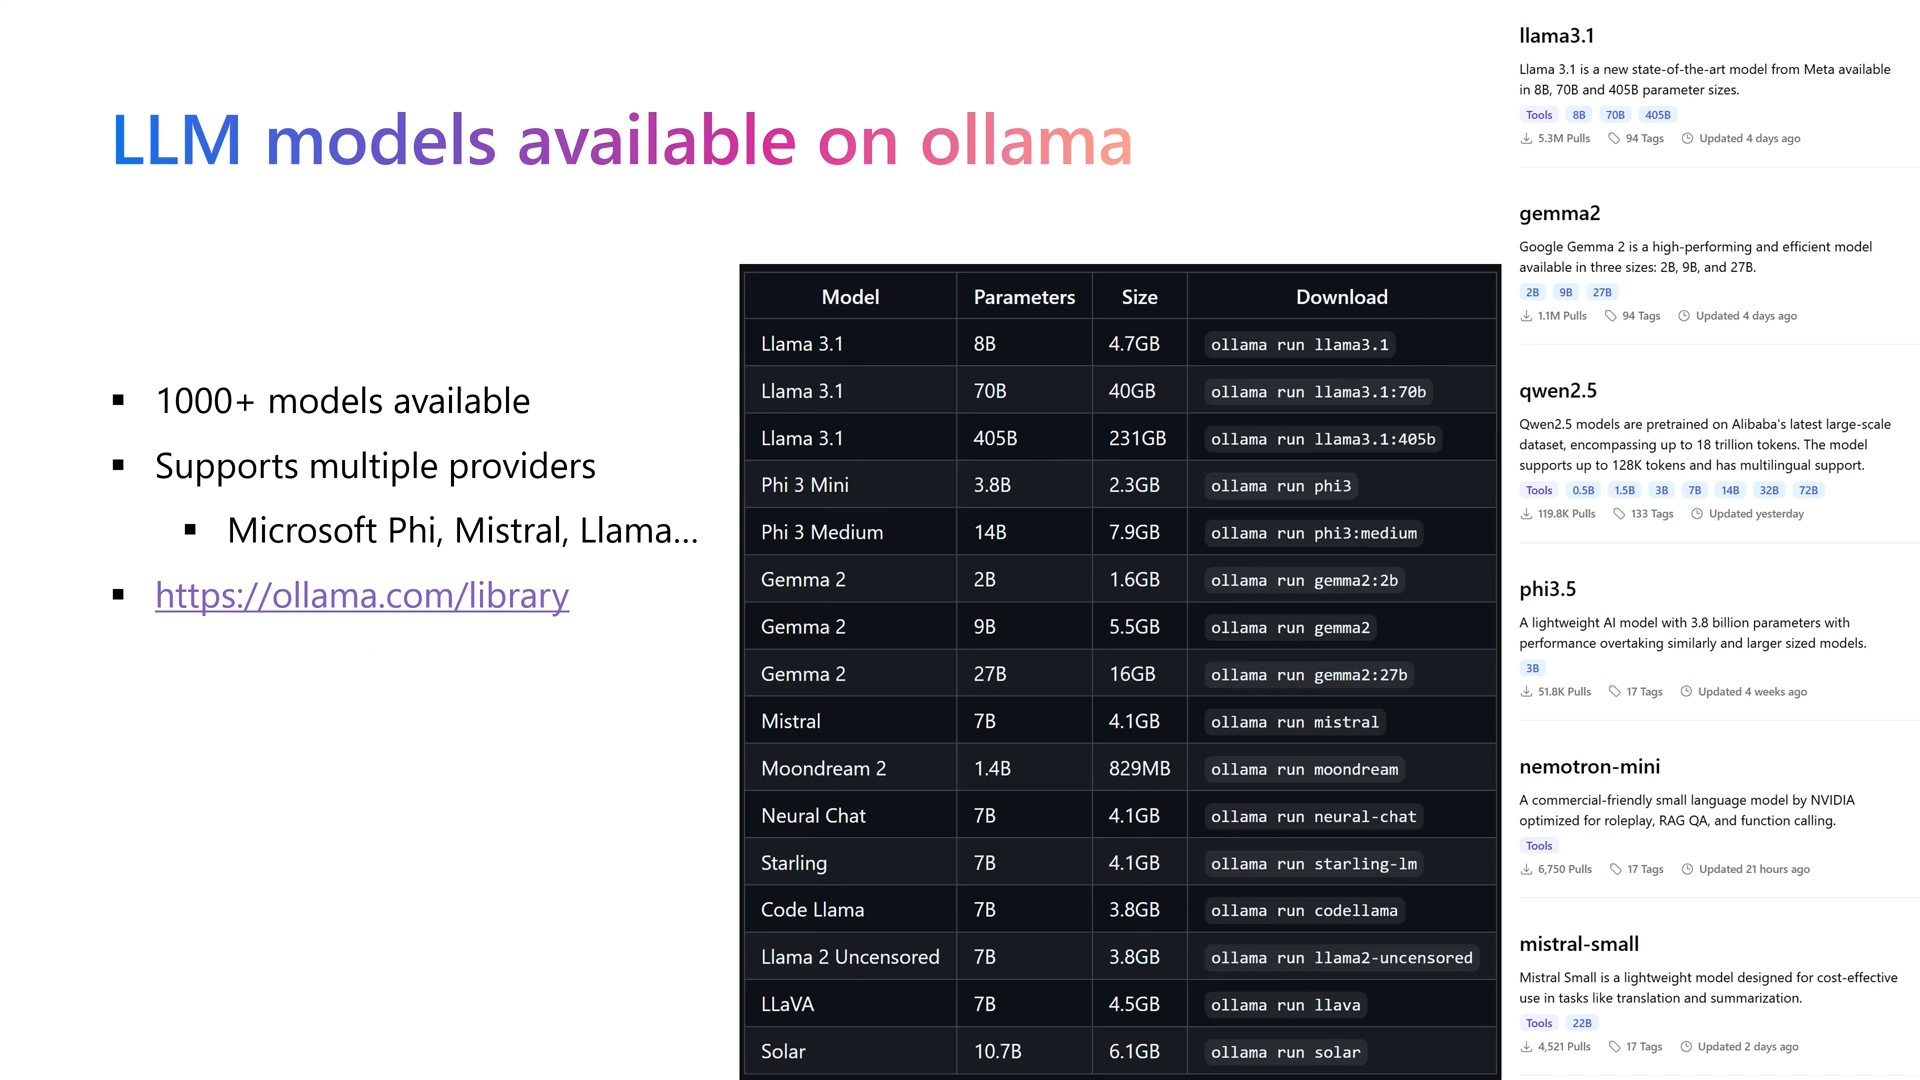 LLM models available on ollama
▪ 1000+ models available
▪ Supports multiple providers
▪ Microsoft Phi, Mistral, Llama...
▪ https://ollama.com/library
Model Parameters Size Download
Llama 3.1 8B 4.7GB ollama run llama3.1
Llama 3.1 70B 40GB ollama run llama3.1:70b
Llama 3.1 405B 231GB ollama run llama3.1:405b
Phi 3 Mini 3.8B 2.3GB ollama run phi3
Phi 3 Medium 14B 7.9GB ollama run phi3:medium
Gemma 2 2B 1.6GB ollama run gemma2:2b
Gemma 2 9B 5.5GB ollama run gemma2
Gemma 2 27B 16GB ollama run gemma2:27b
Mistral 7B 4.1GB ollama run mistral
Moondream 2 1.4B 829MB ollama run moondream
Neural Chat 7B 4.1GB ollama run neural-chat
Starling 7B 4.1GB ollama run starling-lm
Code Llama 7B 3.8GB ollama run codellama
Llama 2 Uncensored 7B 3.8GB ollama run llama2-uncensored
LLaVA 7B 4.5GB ollama run llava
Solar 10.7B 6.1GB ollama run solar
llama3.1
Llama 3.1 is a new state-of-the-art model from Meta available
in 8B, 70B and 405B parameter sizes.
Tools 8B 70B 405B
5.3M Pulls 94 Tags Updated 4 days ago
gemma2
Google Gemma 2 is a high-performing and efficient model
available in three sizes: 2B, 9B, and 27B.
2B 9B 27B
1.1M Pulls 94 Tags Updated 4 days ago
qwen2.5
Qwen2.5 models are pretrained on Alibaba's latest large-scale
dataset, encompassing up to 18 trillion tokens. The model
supports up to 128K tokens and has multilingual support.
Tools 0.5B 1.5B 3B 7B 14B 32B 72B
119.8K Pulls 133 Tags Updated yesterday
phi3.5
A lightweight AI model with 3.8 billion parameters with
performance overtaking similarly and larger sized models.
3B
51.8K Pulls 17 Tags Updated 4 weeks ago
nemotron-mini
A commercial-friendly small language model by NVIDIA
optimized for roleplay, RAG QA, and function calling.
Tools
6,750 Pulls 17 Tags Updated 21 hours ago
mistral-small
Mistral Small is a lightweight model designed for cost-effective
use in tasks like translation and summarization.
Tools 22B
4,521 Pulls 17 Tags Updated 2 days ago